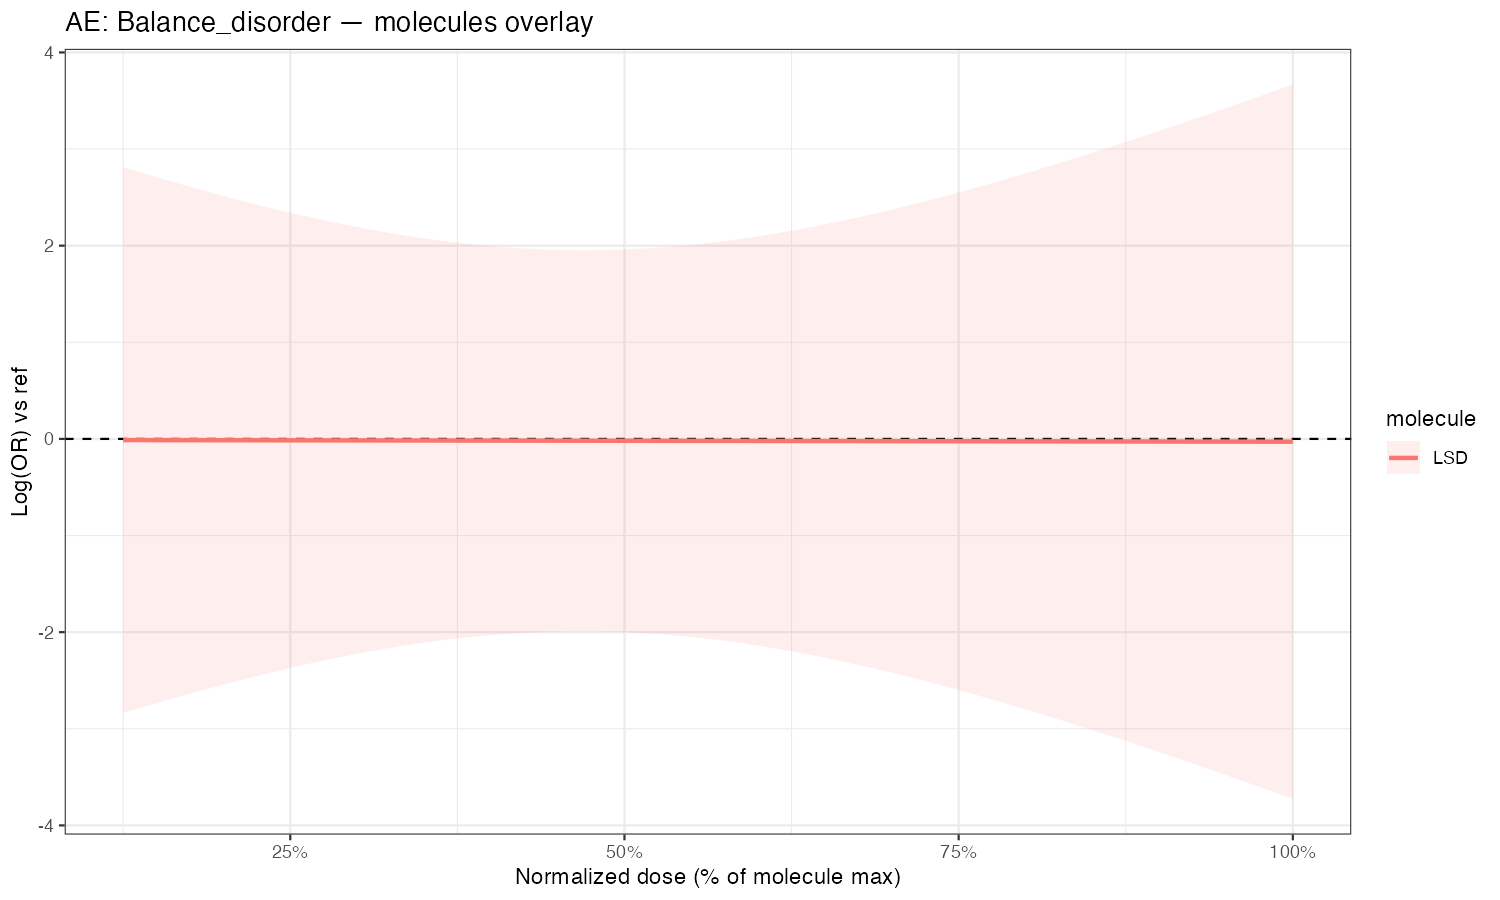 AE: Balance_disorder — molecules overlay
4
2
0
-2
-4
Log(OR) vs ref
25%
50%
75%
100%
Normalized dose (% of molecule max)
molecule
LSD